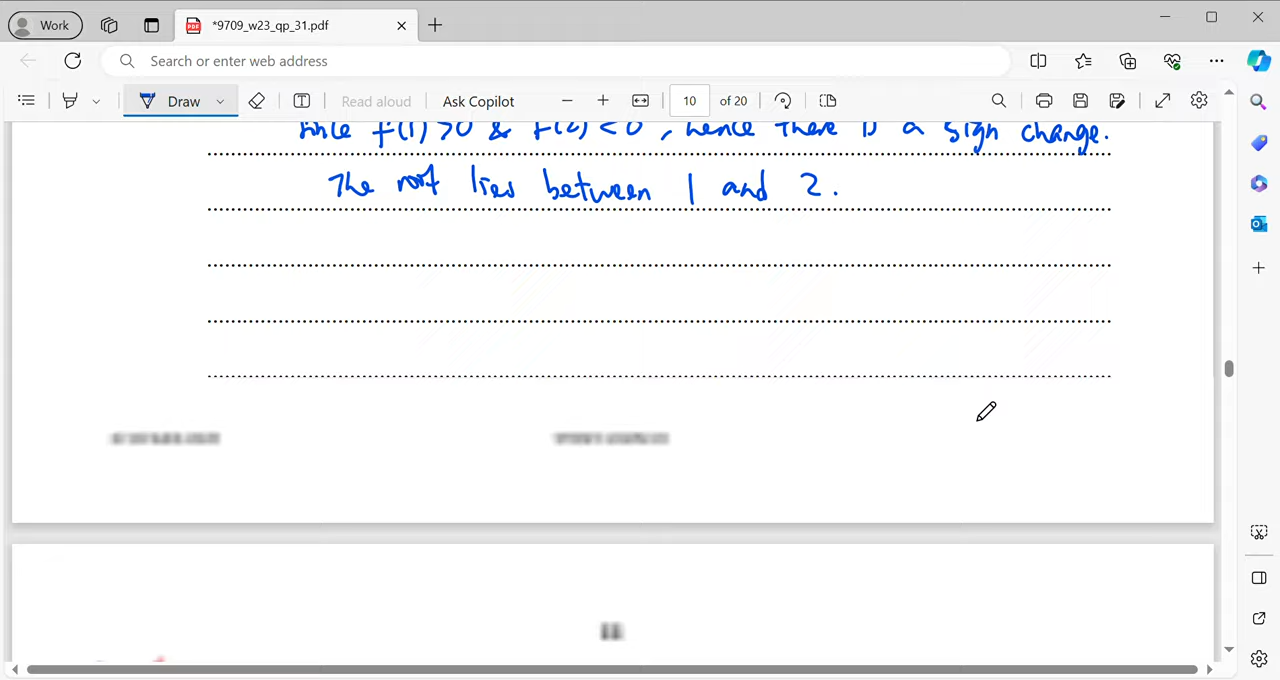 Work
*9709_w23_qp_31.pdf
Search or enter web address
Draw
Read aloud
Ask Copilot
10 of 20
f(1) >0 & f(2) <0, hence there is a sign change.
The root lies between 1 and 2.